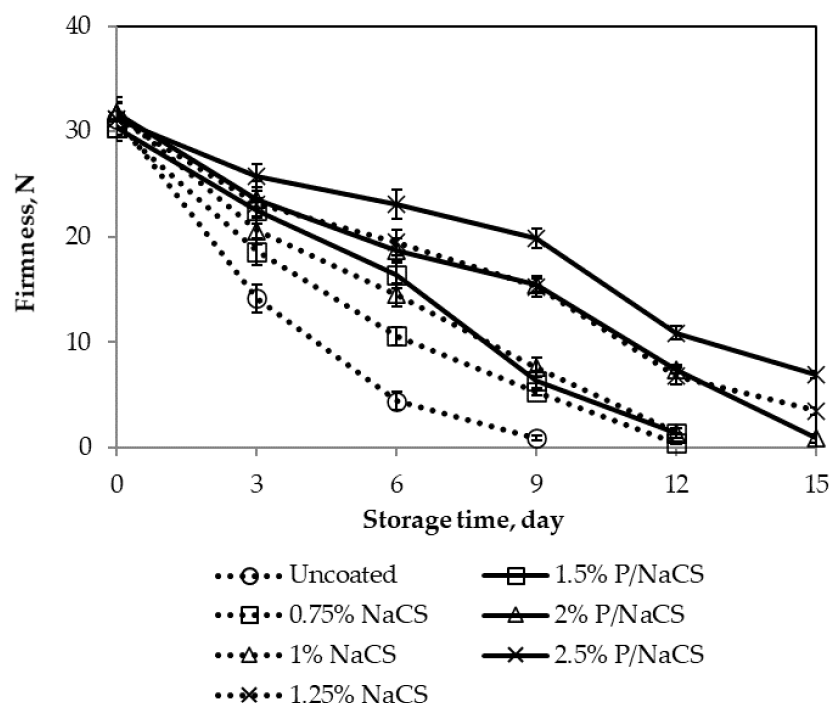 40
30
20
10
0
Firmness, N
0 3 6 9 12 15
Storage time, day
Uncoated 1.5% P/NaCS
0.75% NaCS 2% P/NaCS
1% NaCS 2.5% P/NaCS
1.25% NaCS